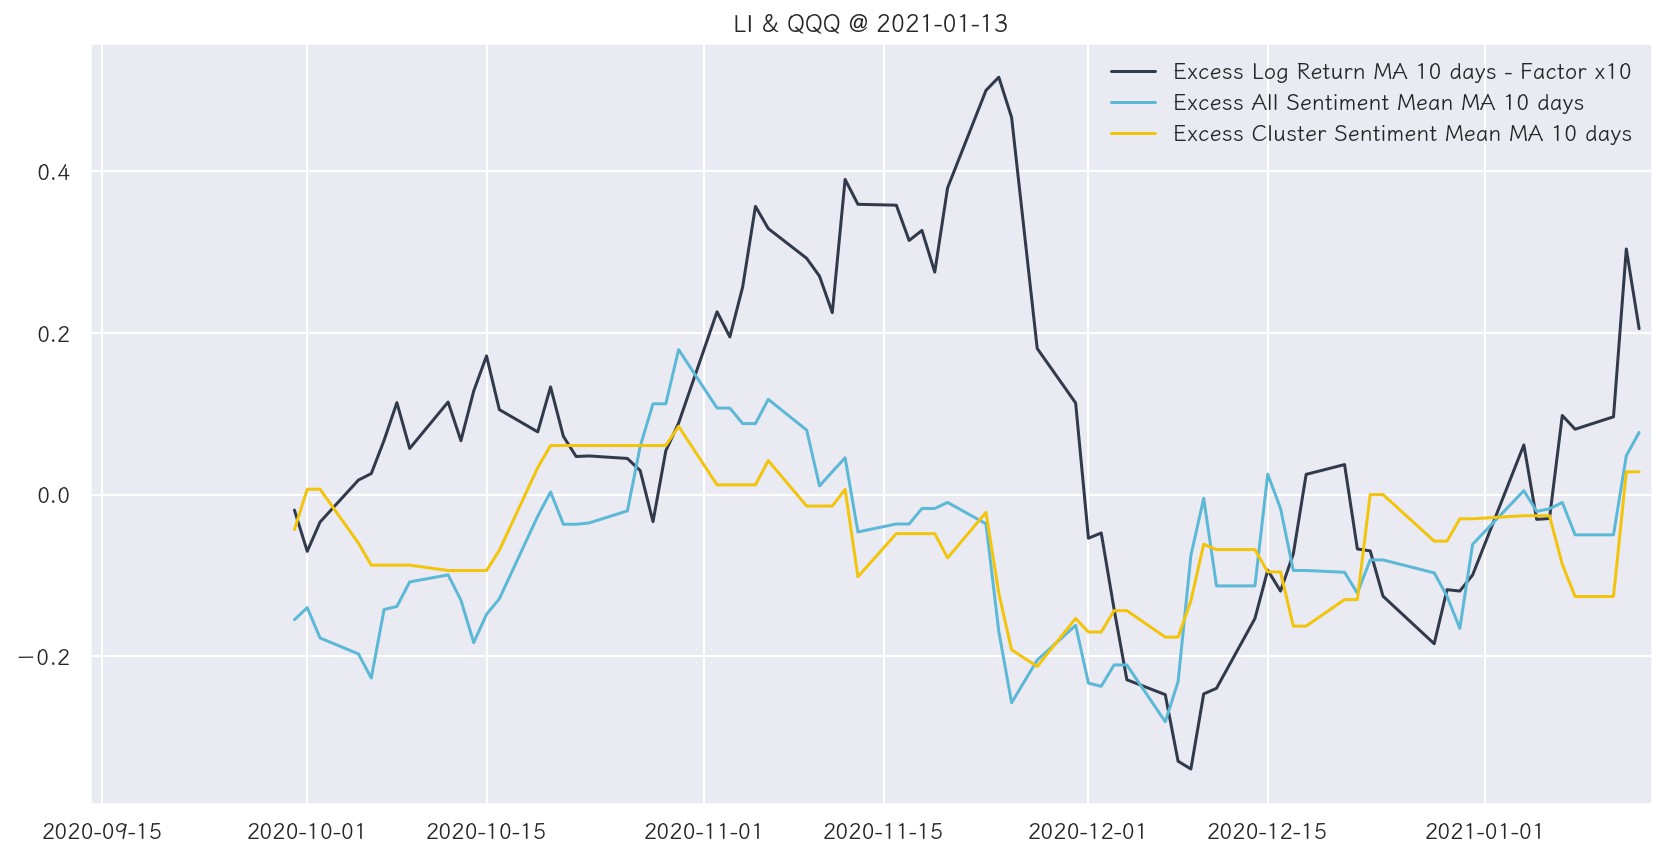 LI & QQQ @ 2021-01-13
Excess Log Return MA 10 days - Factor x10
Excess All Sentiment Mean MA 10 days
Excess Cluster Sentiment Mean MA 10 days
0.4
0.2
0.0
−0.2
2020-09-15 2020-10-01 2020-10-15 2020-11-01 2020-11-15 2020-12-01 2020-12-15 2021-01-01